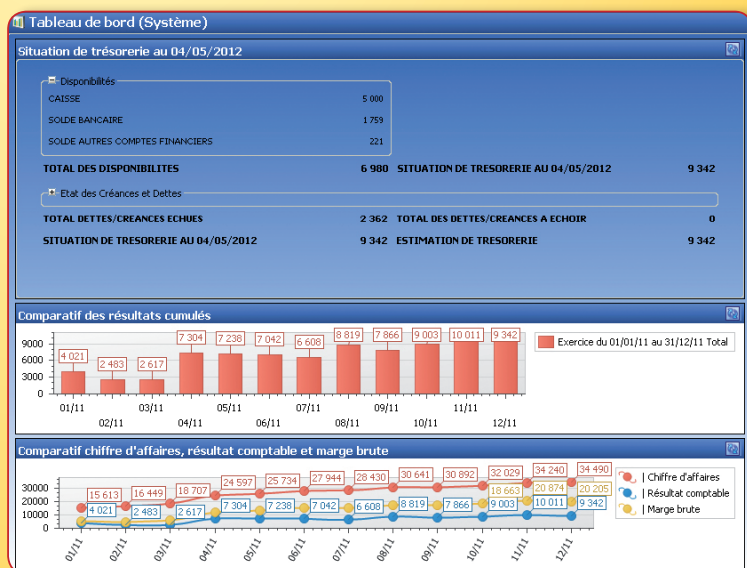 Tableau de bord (Système)
Situation de trésorerie au 04/05/2012
Disponibilités
CAISSE 5 000
SOLDE BANCAIRE 1 759
SOLDE AUTRES COMPTES FINANCIERS 221
TOTAL DES DISPONIBILITES 6 980 SITUATION DE TRESORERIE AU 04/05/2012 9 342
Etat des Créances et Dettes
TOTAL DETTES/CREANCES ECHUES 2 362 TOTAL DES DETTES/CREANCES A ECHOIR 0
SITUATION DE TRESORERIE AU 04/05/2012 9 342 ESTIMATION DE TRESORERIE 9 342
Comparatif des résultats cumulés
4 021 2 483 2 617 7 304 7 238 7 042 6 608 8 819 7 866 9 003 10 011 9 342
9000
6000
3000
0
Exercice du 01/01/11 au 31/12/11 Total
01/11 03/11 05/11 07/11 09/11 11/11
02/11 04/11 06/11 08/11 10/11 12/11
Comparatif chiffre d'affaires, résultat comptable et marge brute
15 613 16 449 18 707 24 597 25 734 27 944 28 430 30 641 30 892 32 029 34 240 34 490
18 663 20 874 20 205
4 021 2 483 2 617 7 304 7 238 7 042 6 608 8 819 7 866 9 003 10 011 9 342
30000
20000
10000
0
| Chiffre d'affaires
| Résultat comptable
| Marge brute
01/11 02/11 03/11 04/11 05/11 06/11 07/11 08/11 09/11 10/11 11/11 12/11